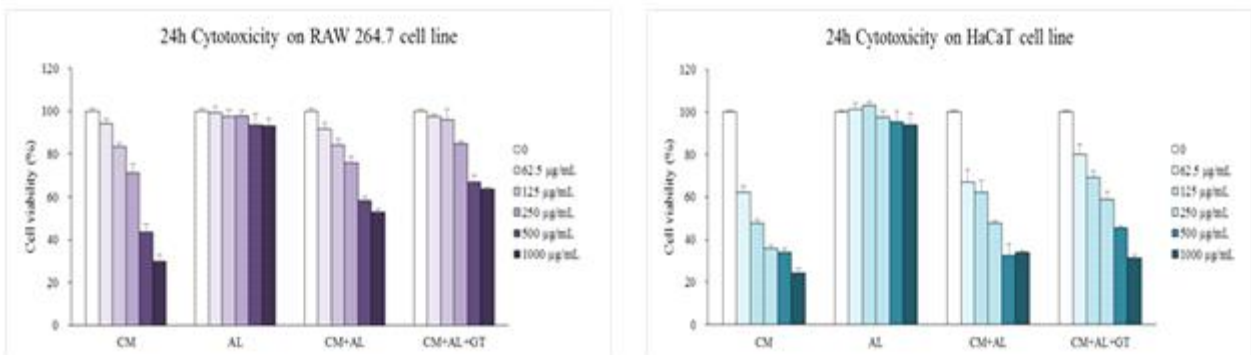 24h Cytotoxicity on RAW 264.7 cell line
120
100
80
60
40
20
0
Cell viability (%)
CM
AL
CM+AL
CM+AL+GT
0
62.5 µg/mL
125 µg/mL
250 µg/mL
500 µg/mL
1000 µg/mL
24h Cytotoxicity on HaCaT cell line
120
100
80
60
40
20
0
Cell viability (%)
CM
AL
CM+AL
CM+AL+GT
0
62.5 µg/mL
125 µg/mL
250 µg/mL
500 µg/mL
1000 µg/mL